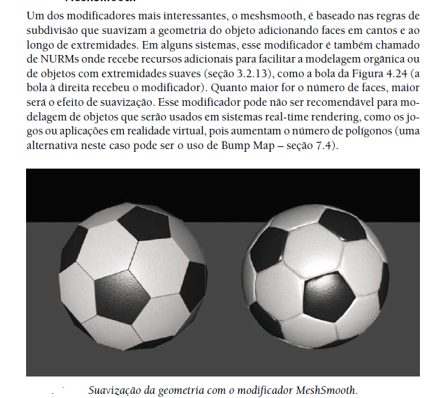 MeshSmooth
Um dos modificadores mais interessantes, o meshsmooth, é baseado nas regras de
subdivisão que suavizam a geometria do objeto adicionando faces em cantos e ao
longo de extremidades. Em alguns sistemas, esse modificador é também chamado
de NURMs onde recebe recursos adicionais para facilitar a modelagem orgânica ou
de objetos com extremidades suaves (seção 3.2.13), como a bola da Figura 4.24 (a
bola à direita recebeu o modificador). Quanto maior for o número de faces, maior
será o efeito de suavização. Esse modificador pode não ser recomendável para mo-
delagem de objetos que serão usados em sistemas real-time rendering, como os jo-
gos ou aplicações em realidade virtual, pois aumentam o número de polígonos (uma
alternativa neste caso pode ser o uso de Bump Map – seção 7.4).
Suavização da geometria com o modificador MeshSmooth.